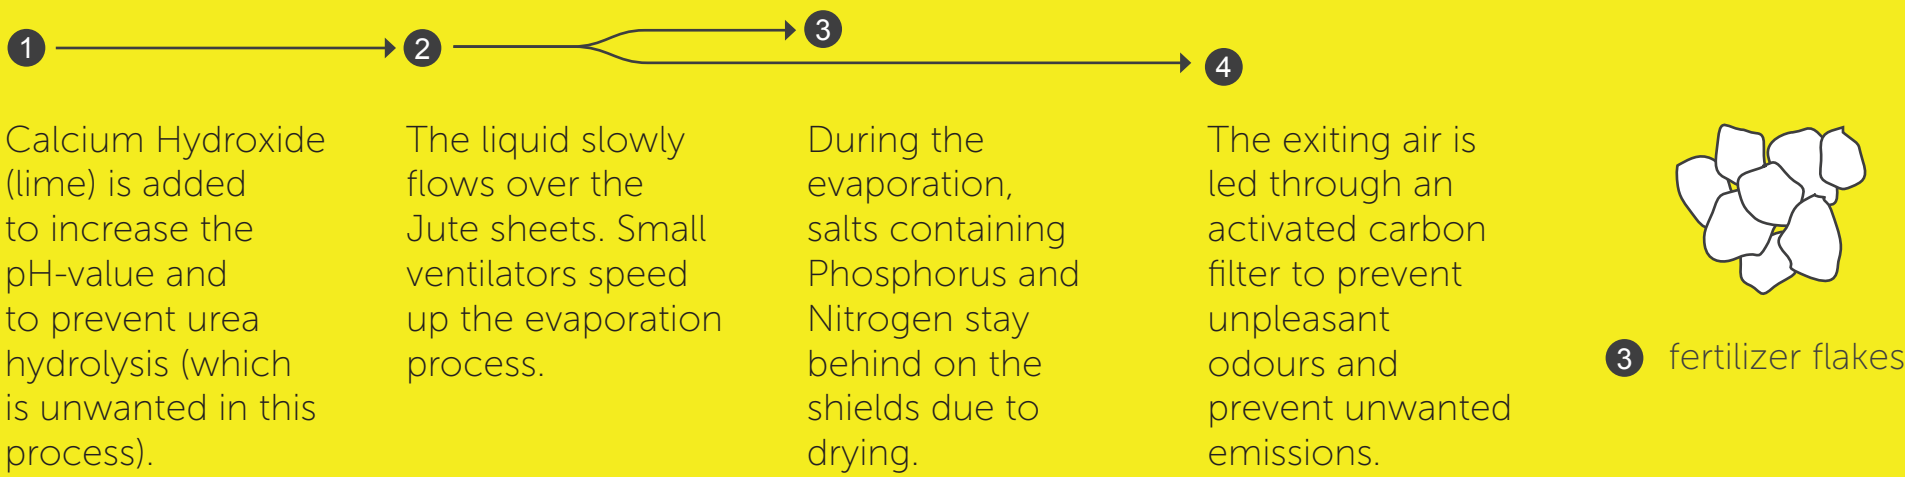 1
2
3
4
Calcium Hydroxide
(lime) is added
to increase the
pH-value and
to prevent urea
hydrolysis (which
is unwanted in this
process).
The liquid slowly
flows over the
Jute sheets. Small
ventilators speed
up the evaporation
process.
During the
evaporation,
salts containing
Phosphorus and
Nitrogen stay
behind on the
shields due to
drying.
The exiting air is
led through an
activated carbon
filter to prevent
unpleasant
odours and
prevent unwanted
emissions.
3 fertilizer flakes